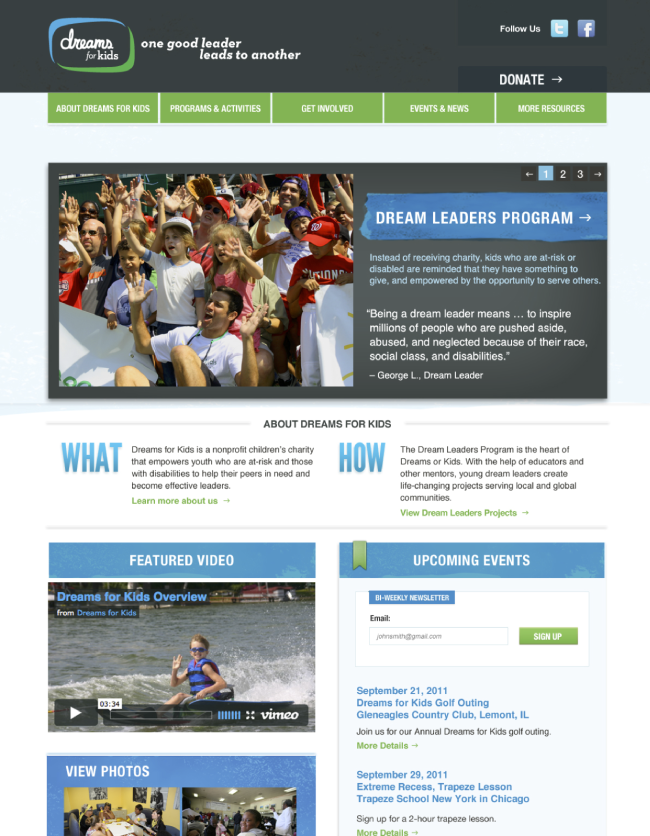 dreams
for kids
one good leader
leads to another
Follow Us
DONATE →
ABOUT DREAMS FOR KIDS
PROGRAMS & ACTIVITIES
GET INVOLVED
EVENTS & NEWS
MORE RESOURCES
← 1 2 3 →
DREAM LEADERS PROGRAM →
Instead of receiving charity, kids who are at-risk or
disabled are reminded that they have something to
give, and empowered by the opportunity to serve others.
“Being a dream leader means … to inspire
millions of people who are pushed aside,
abused, and neglected because of their race,
social class, and disabilities.”
– George L., Dream Leader
ABOUT DREAMS FOR KIDS
WHAT
Dreams for Kids is a nonprofit children’s charity
that empowers youth who are at-risk and those
with disabilities to help their peers in need and
become effective leaders.
Learn more about us →
HOW
The Dream Leaders Program is the heart of
Dreams or Kids. With the help of educators and
other mentors, young dream leaders create
life-changing projects serving local and global
communities.
View Dream Leaders Projects →
FEATURED VIDEO
Dreams for Kids Overview
from Dreams for Kids
03:34
vimeo
VIEW PHOTOS
UPCOMING EVENTS
BI-WEEKLY NEWSLETTER
Email:
johnsmith@gmail.com
SIGN UP
September 21, 2011
Dreams for Kids Golf Outing
Gleneagles Country Club, Lemont, IL
Join us for our Annual Dreams for Kids golf outing.
More Details →
September 29, 2011
Extreme Recess, Trapeze Lesson
Trapeze School New York in Chicago
Sign up for a 2-hour trapeze lesson.
More Details →